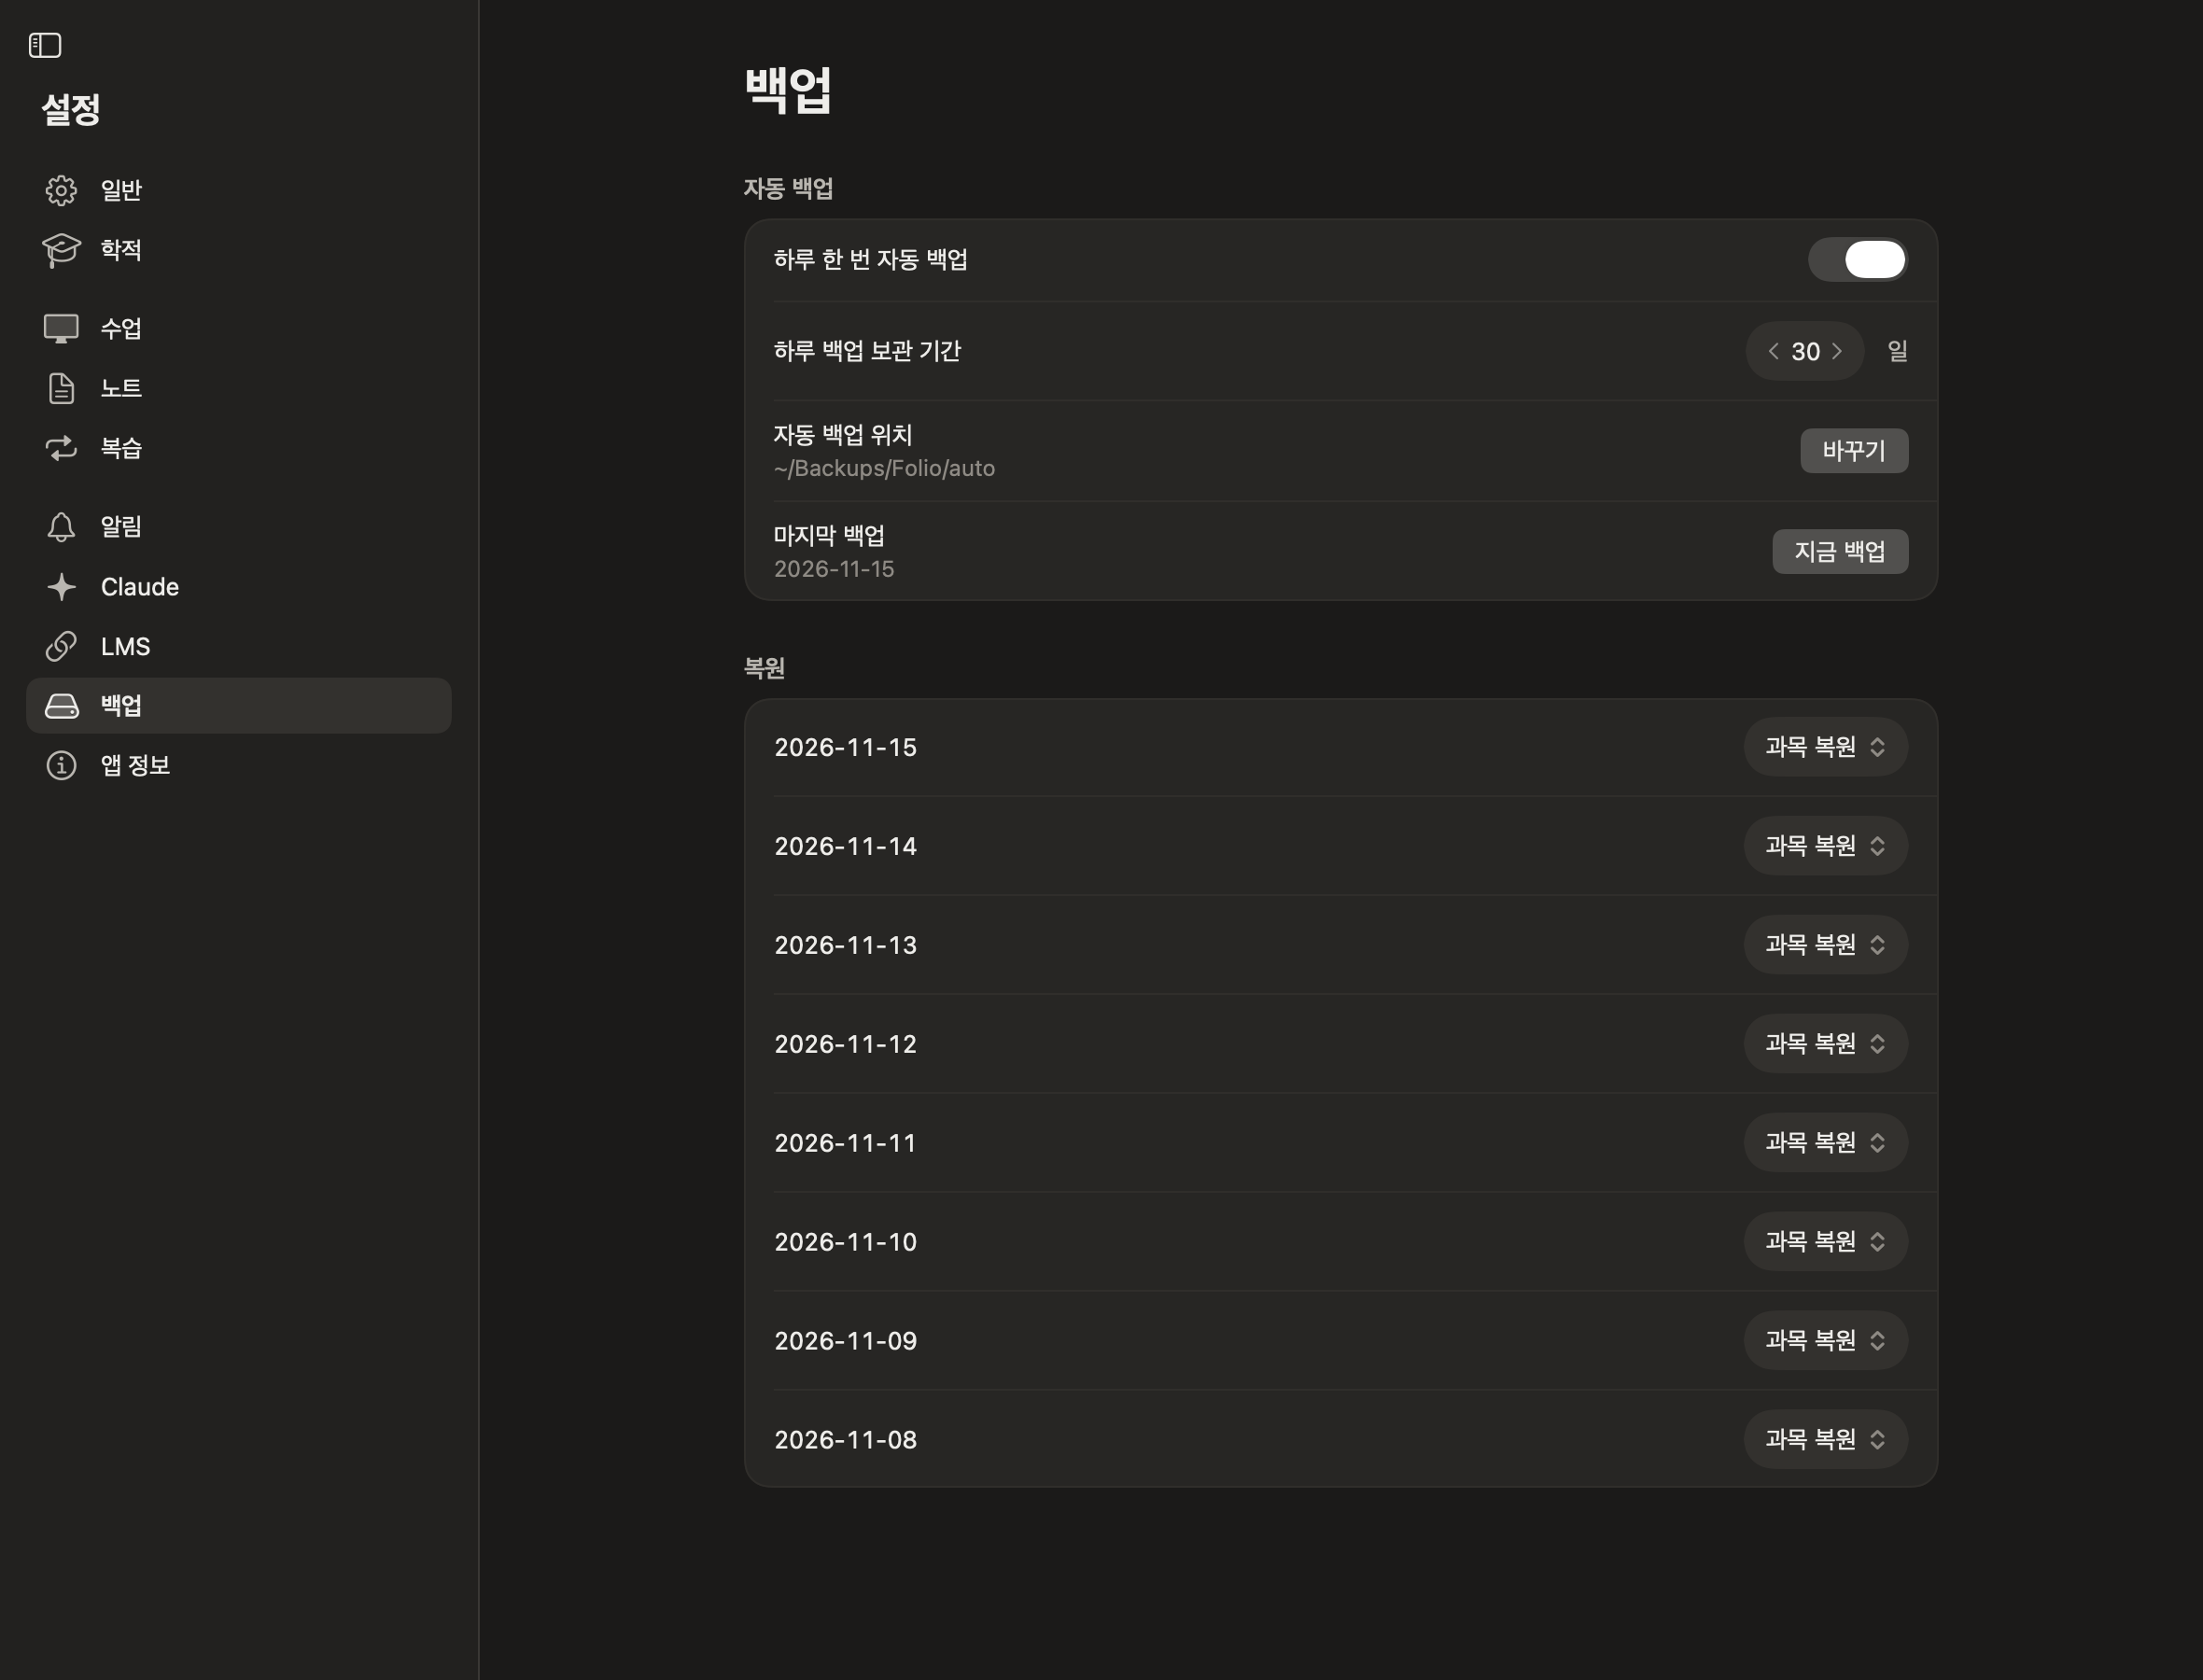 설정
일반
학적
수업
노트
복습
알림
Claude
LMS
백업
앱 정보
백업
자동 백업
하루 한 번 자동 백업
하루 백업 보관 기간
30 일
자동 백업 위치
~/Backups/Folio/auto
바꾸기
마지막 백업
2026-11-15
지금 백업
복원
2026-11-15 과목 복원
2026-11-14 과목 복원
2026-11-13 과목 복원
2026-11-12 과목 복원
2026-11-11 과목 복원
2026-11-10 과목 복원
2026-11-09 과목 복원
2026-11-08 과목 복원